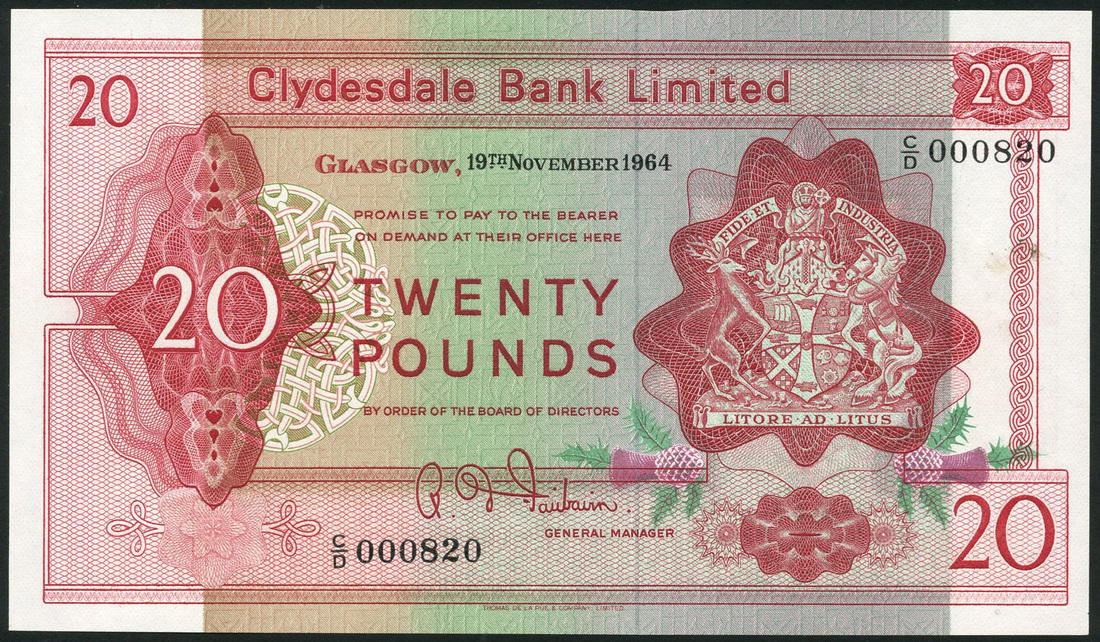 20
Clydesdale Bank Limited
20
C/D 000820
GLASGOW, 19TH NOVEMBER 1964
PROMISE TO PAY TO THE BEARER
ON DEMAND AT THEIR OFFICE HERE
FIDE·ET·INDUSTRIA
20
TWENTY
POUNDS
BY ORDER OF THE BOARD OF DIRECTORS
LITORE·AD·LITUS
R. D. Fairbairn.
GENERAL MANAGER
C/D 000820
20
THOMAS DE LA RUE & COMPANY, LIMITED.